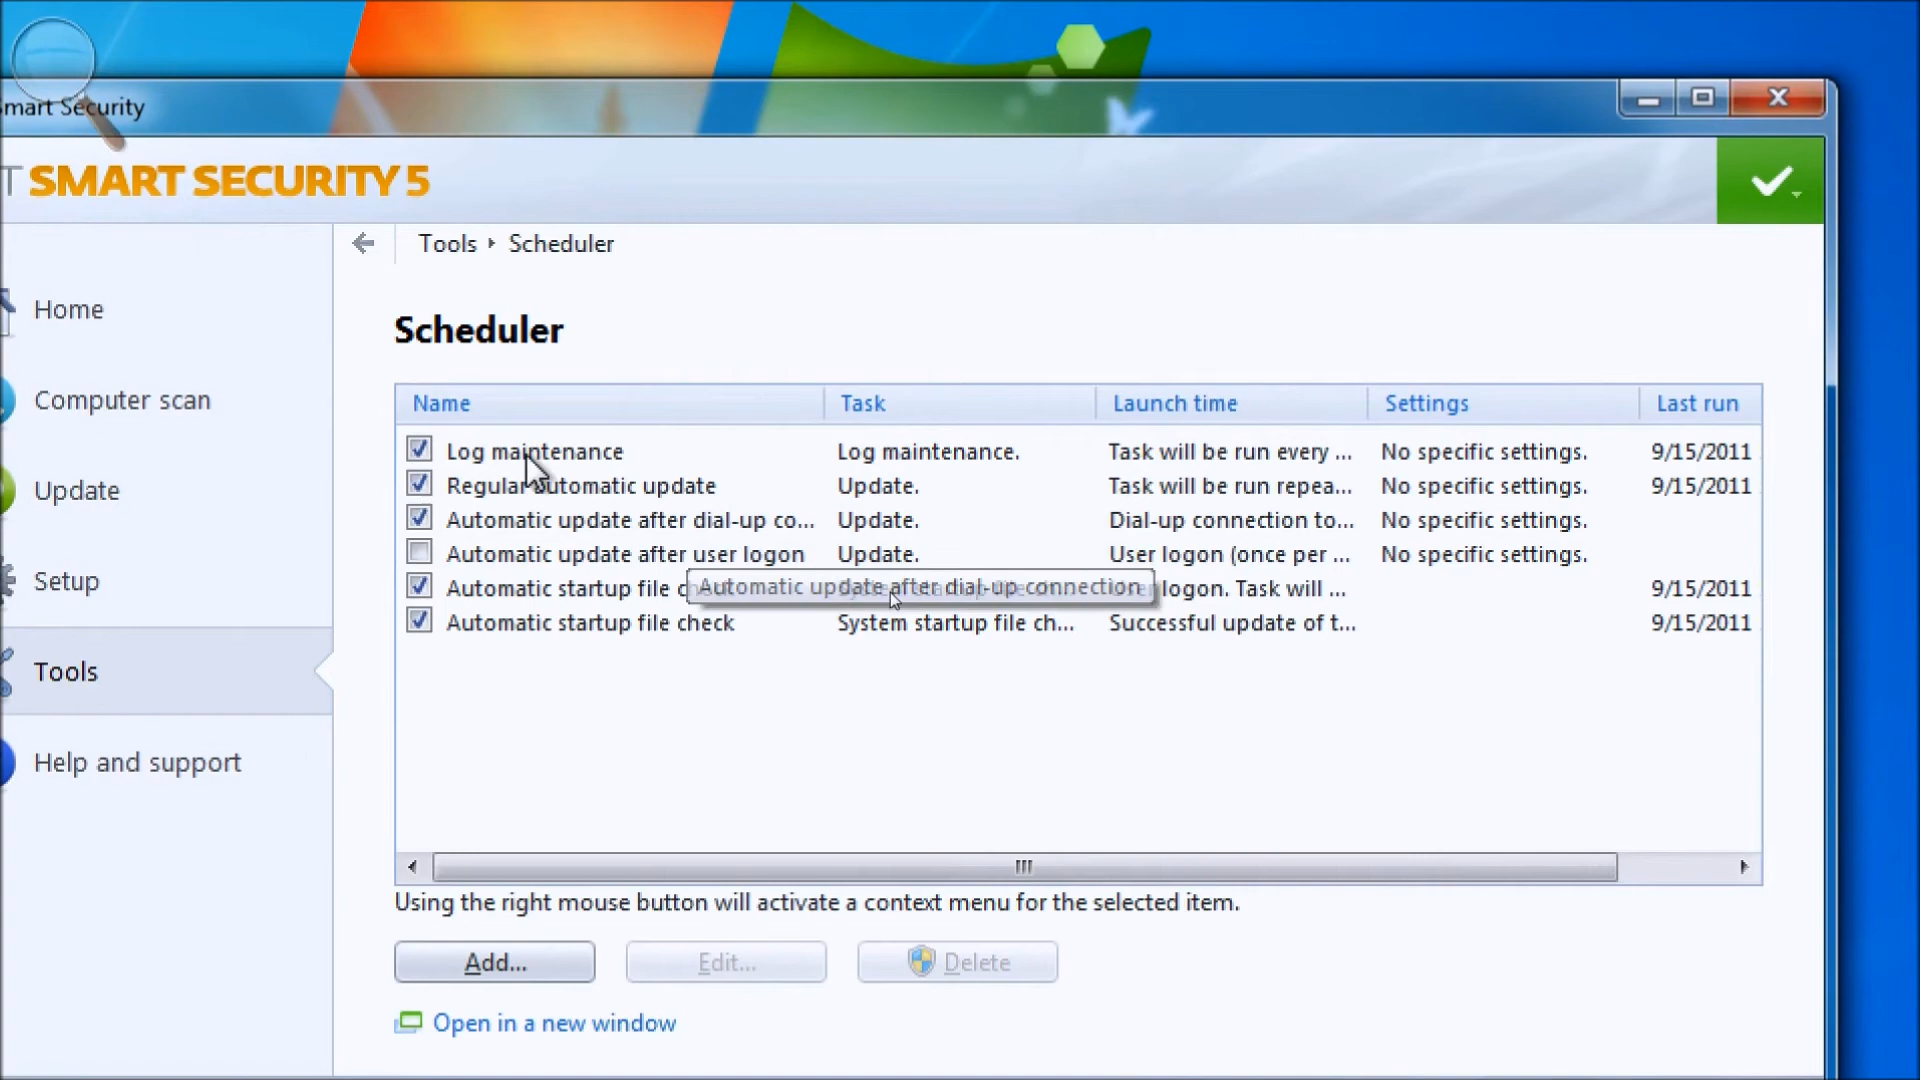 Smart Security
T SMART SECURITY 5
Tools Scheduler
Home
Computer scan
Update
Setup
Tools
Help and support
Scheduler
Name Task Launch time Settings Last run
Log maintenance Log maintenance. Task will be run every ... No specific settings. 9/15/2011
Regular automatic update Update. Task will be run repea... No specific settings. 9/15/2011
Automatic update after dial-up co... Update. Dial-up connection to... No specific settings.
Automatic update after user logon Update. User logon (once per ... No specific settings.
Automatic startup file logon. Task will ... 9/15/2011
Automatic update after dial-up connection
Automatic startup file check System startup file ch... Successful update of t... 9/15/2011
Using the right mouse button will activate a context menu for the selected item.
Add... Edit... Delete
Open in a new window